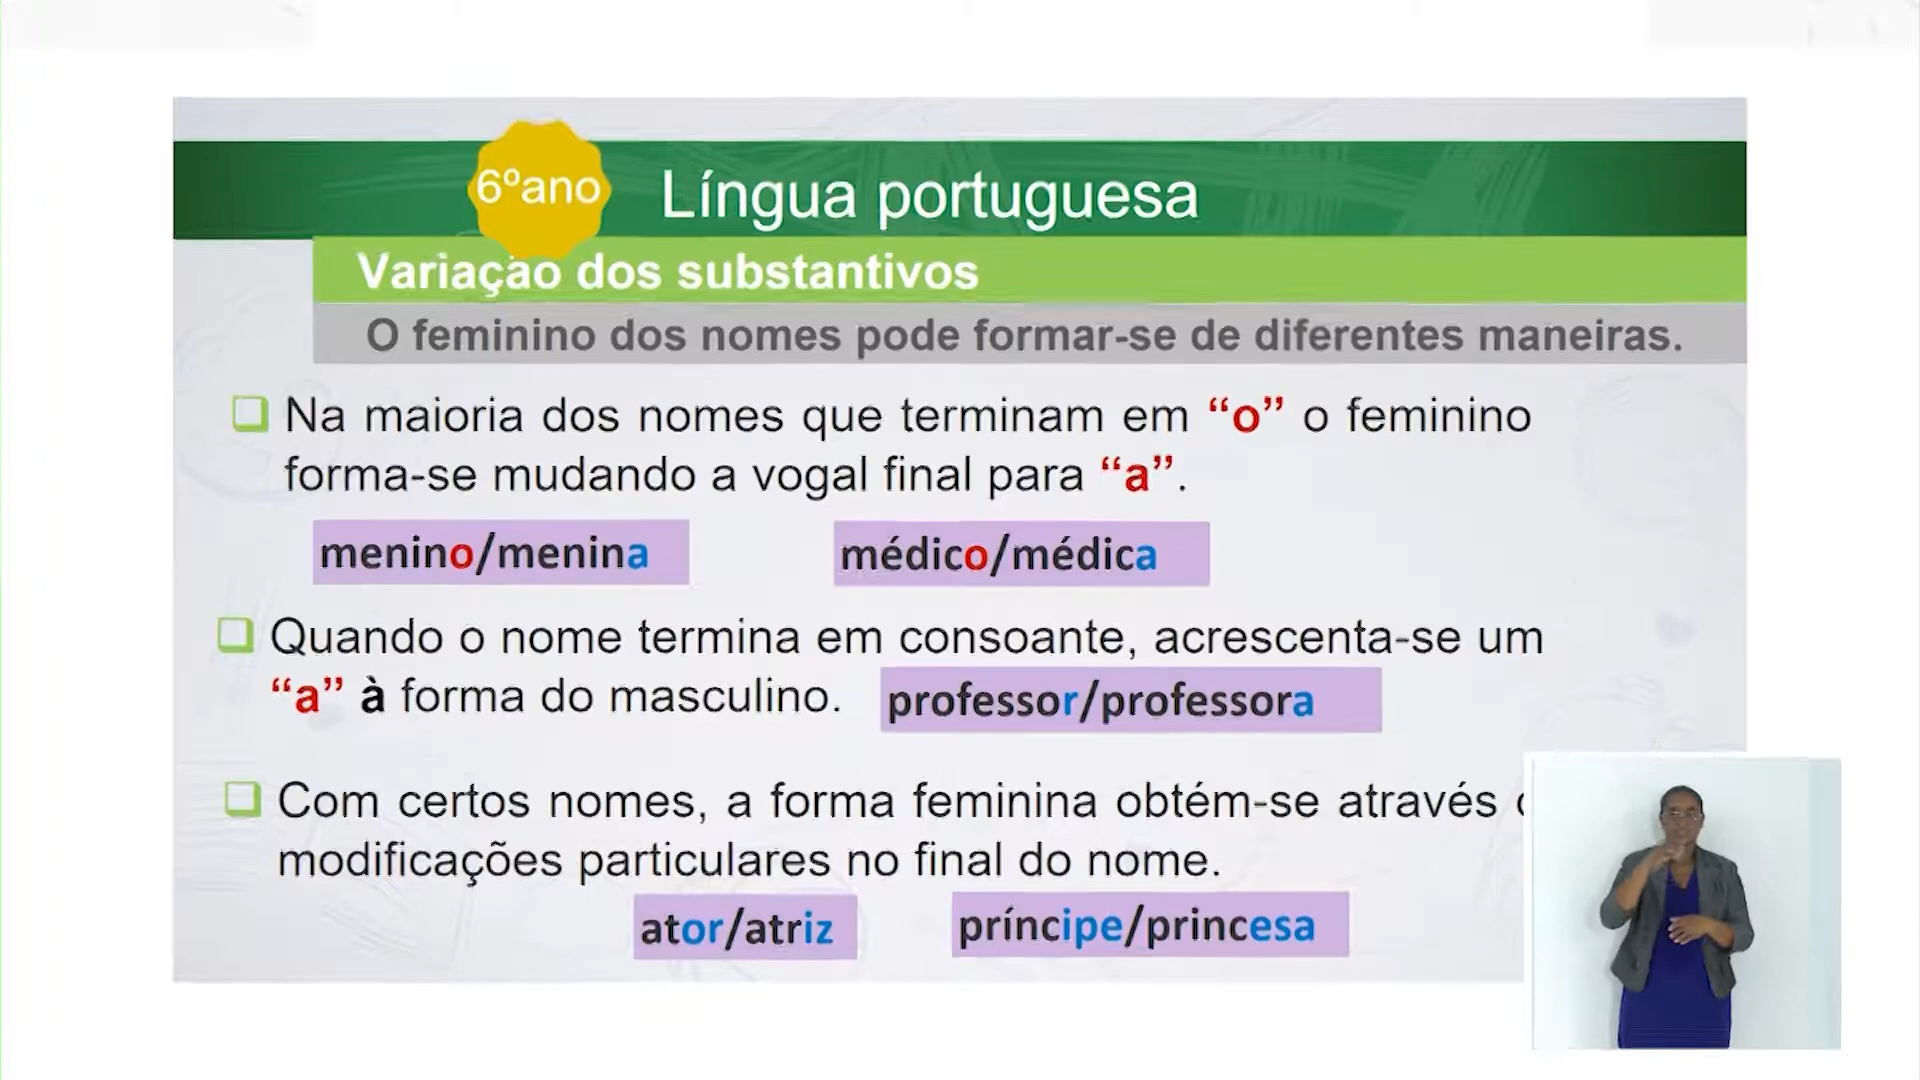 6ºano
Língua portuguesa
Variação dos substantivos
O feminino dos nomes pode formar-se de diferentes maneiras.
Na maioria dos nomes que terminam em “o” o feminino
forma-se mudando a vogal final para “a”.
menino/menina médico/médica
Quando o nome termina em consoante, acrescenta-se um
“a” à forma do masculino. professor/professora
Com certos nomes, a forma feminina obtém-se através
modificações particulares no final do nome.
ator/atriz príncipe/princesa